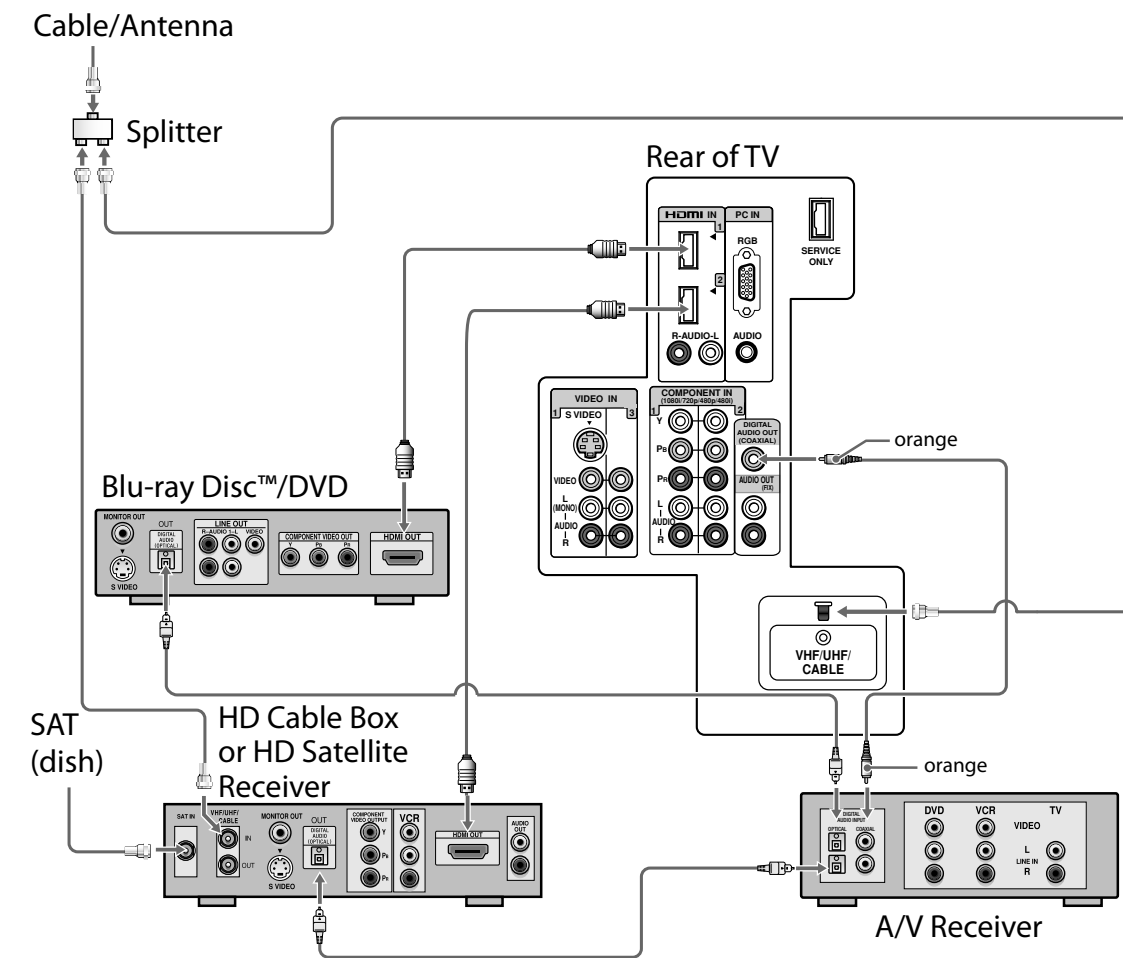 Cable/Antenna
Splitter
Rear of TV
HDMI IN
PC IN
1
RGB
SERVICE
ONLY
2
R-AUDIO-L
AUDIO
VIDEO IN
1
S VIDEO
3
VIDEO
L
(MONO)
AUDIO
R
COMPONENT IN
(1080i/720p/480p/480i)
1
2
Y
PB
PR
L
AUDIO
R
DIGITAL
AUDIO OUT
(COAXIAL)
AUDIO OUT
(FIX)
orange
Blu-ray Disc™/DVD
MONITOR OUT
S VIDEO
OUT
DIGITAL
AUDIO
(OPTICAL)
LINE OUT
R-AUDIO 1-L
VIDEO
COMPONENT VIDEO OUT
Y
PB
PR
HDMI OUT
VHF/UHF/
CABLE
SAT
(dish)
HD Cable Box
or HD Satellite
Receiver
orange
SAT IN
VHF/UHF/
CABLE
IN
OUT
MONITOR OUT
S VIDEO
OUT
DIGITAL
AUDIO
(OPTICAL)
COMPONENT
VIDEO OUTPUT
Y
PB
PR
VCR
HDMI OUT
AUDIO
OUT
DIGITAL
AUDIO INPUT
OPTICAL
COAXIAL
DVD
VCR
TV
VIDEO
L
LINE IN
R
A/V Receiver